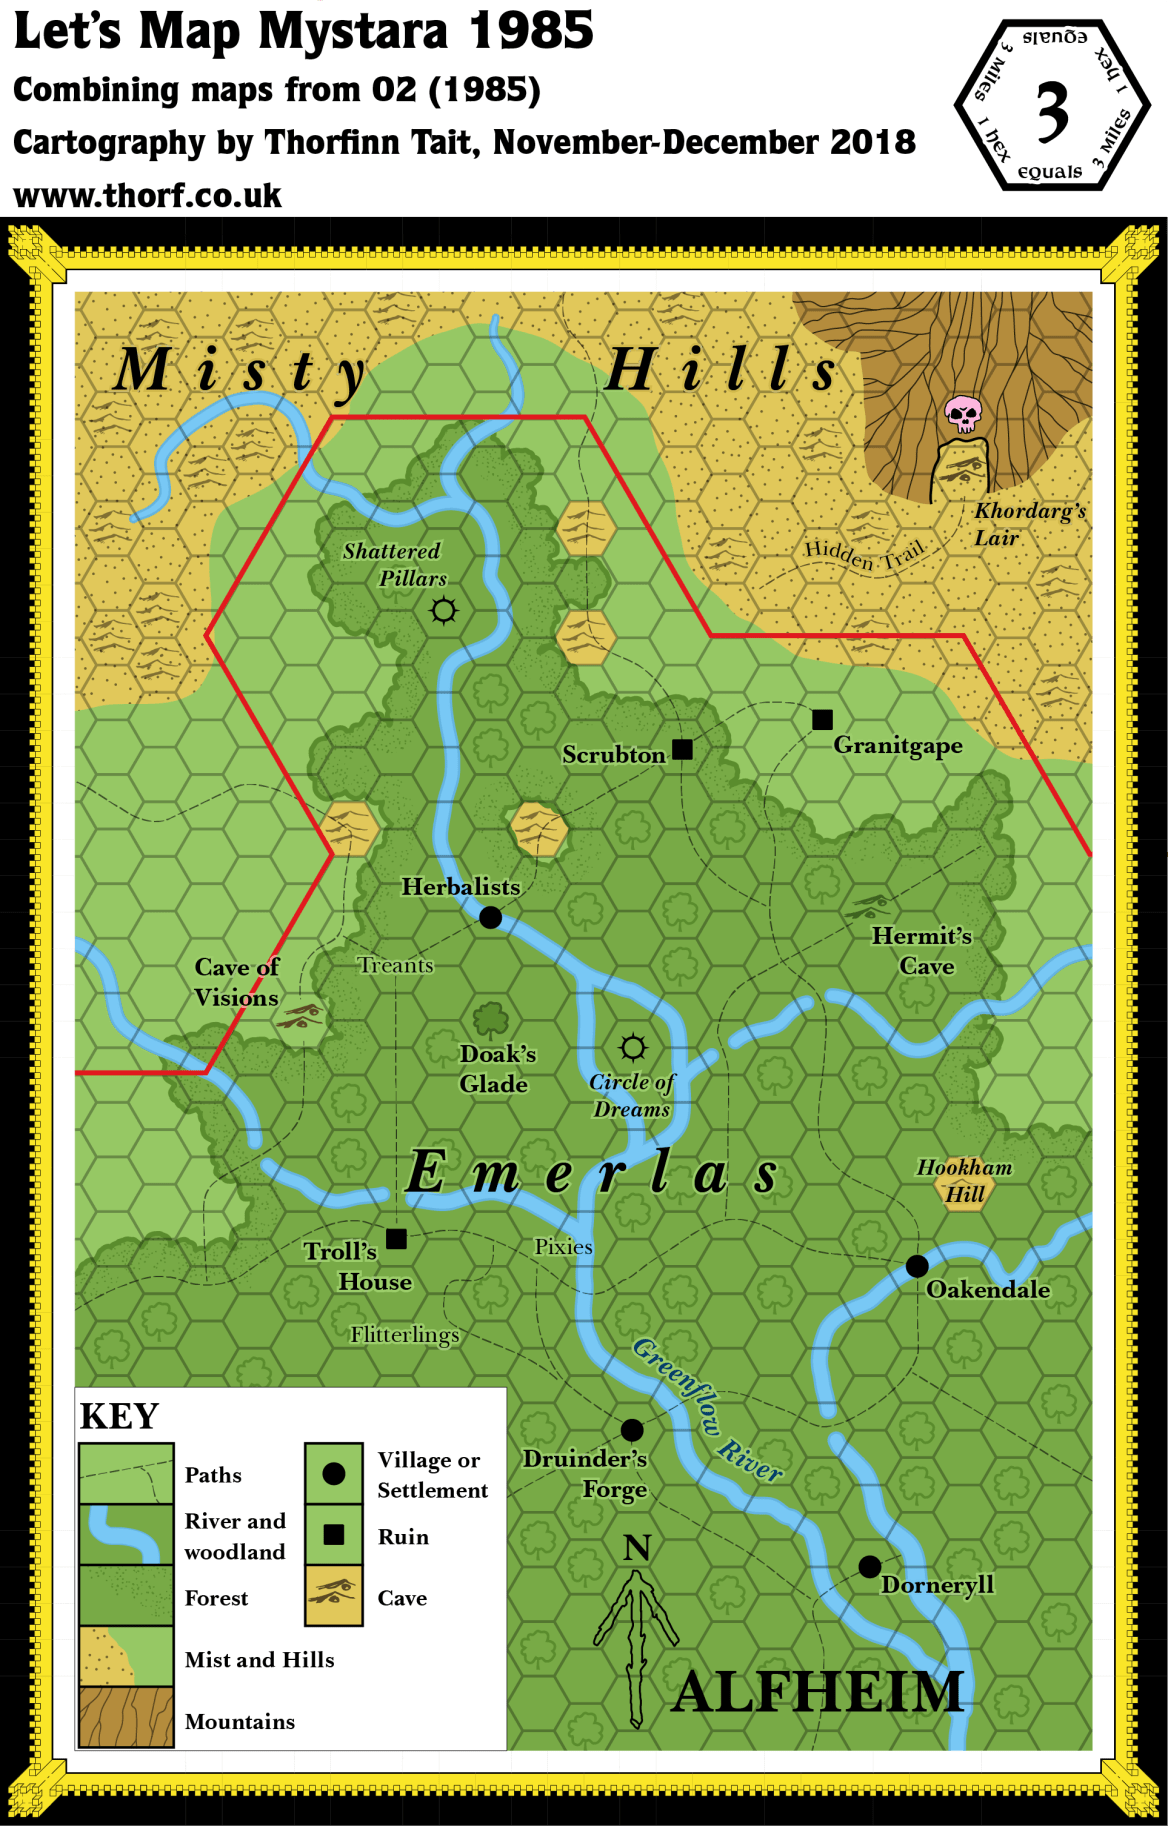 Let's Map Mystara 1985
Combining maps from O2 (1985)
Cartography by Thorfinn Tait, November-December 2018
www.thorf.co.uk
3
1 hex
equals
3 miles
1 hex
equals
3 miles
Misty Hills
Khordarg's
Lair
Hidden Trail
Shattered
Pillars
Scrubton
Granitgape
Herbalists
Hermit's
Cave
Cave of
Visions
Treants
Doak's
Glade
Circle of
Dreams
Emerlas
Hookham
Hill
Troll's
House
Pixies
Oakendale
Flitterlings
Greenflow River
Druinder's
Forge
Dorneryll
N
ALFHEIM
KEY
Paths
River and
woodland
Forest
Mist and Hills
Mountains
Village or
Settlement
Ruin
Cave